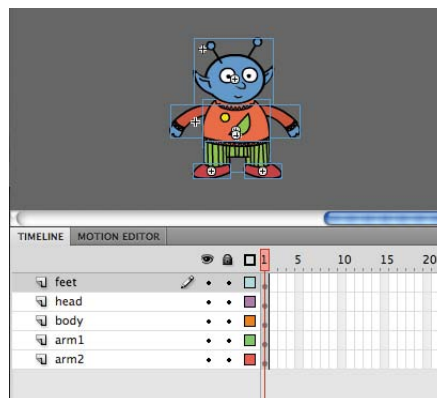 TIMELINE MOTION EDITOR
1 5 10 15 20
feet
head
body
arm1
arm2